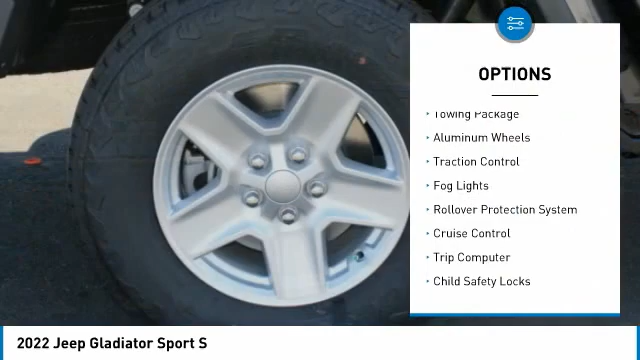 OPTIONS
Towing Package
Aluminum Wheels
Traction Control
Fog Lights
Rollover Protection System
Cruise Control
Trip Computer
Child Safety Locks
2022 Jeep Gladiator Sport S